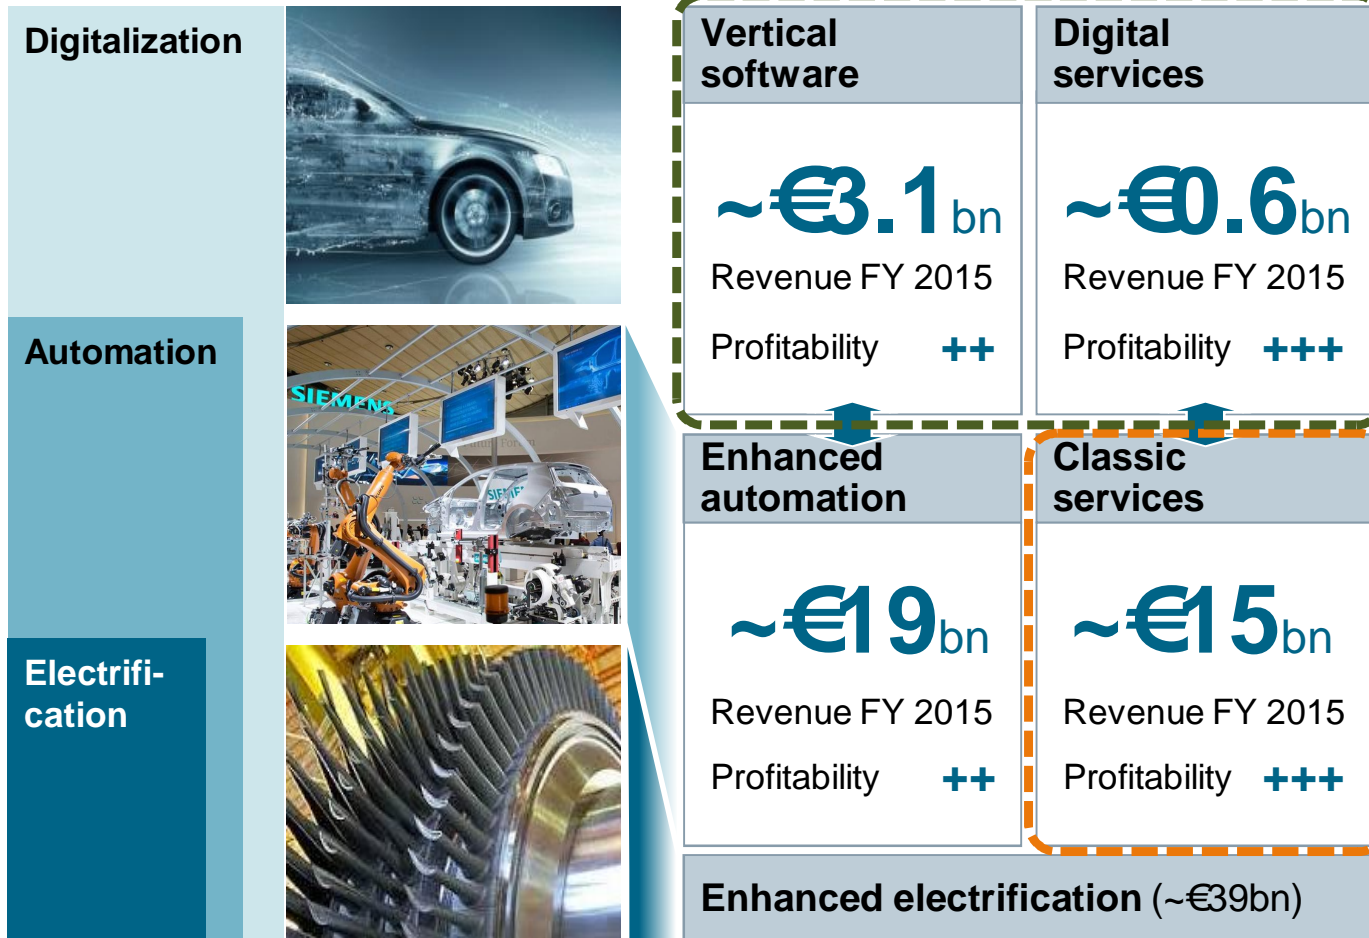 Digitalization
Automation
Electrifi-
cation
SIEMENS
Vertical
software
~€3.1bn
Revenue FY 2015
Profitability ++
Digital
services
~€0.6bn
Revenue FY 2015
Profitability +++
Enhanced
automation
~€19bn
Revenue FY 2015
Profitability ++
Classic
services
~€15bn
Revenue FY 2015
Profitability +++
Enhanced electrification (~€39bn)